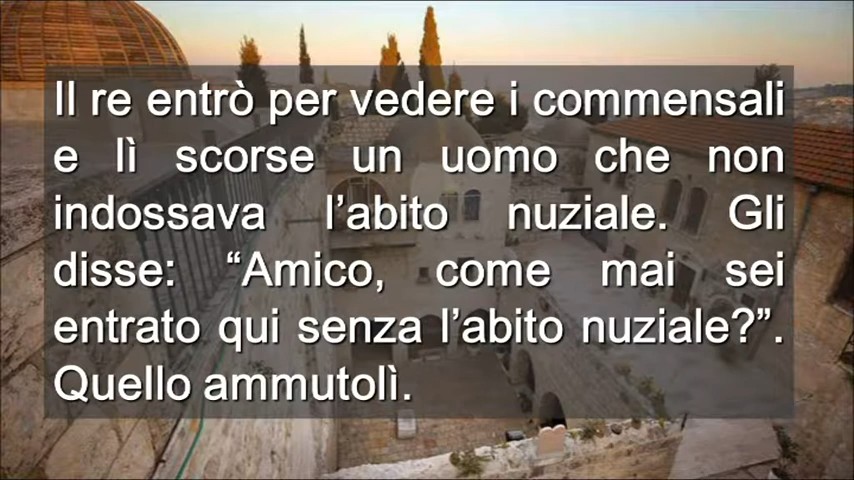 Il re entrò per vedere i commensali
e lì scorse un uomo che non
indossava l’abito nuziale. Gli
disse: “Amico, come mai sei
entrato qui senza l’abito nuziale?”.
Quello ammutolì.